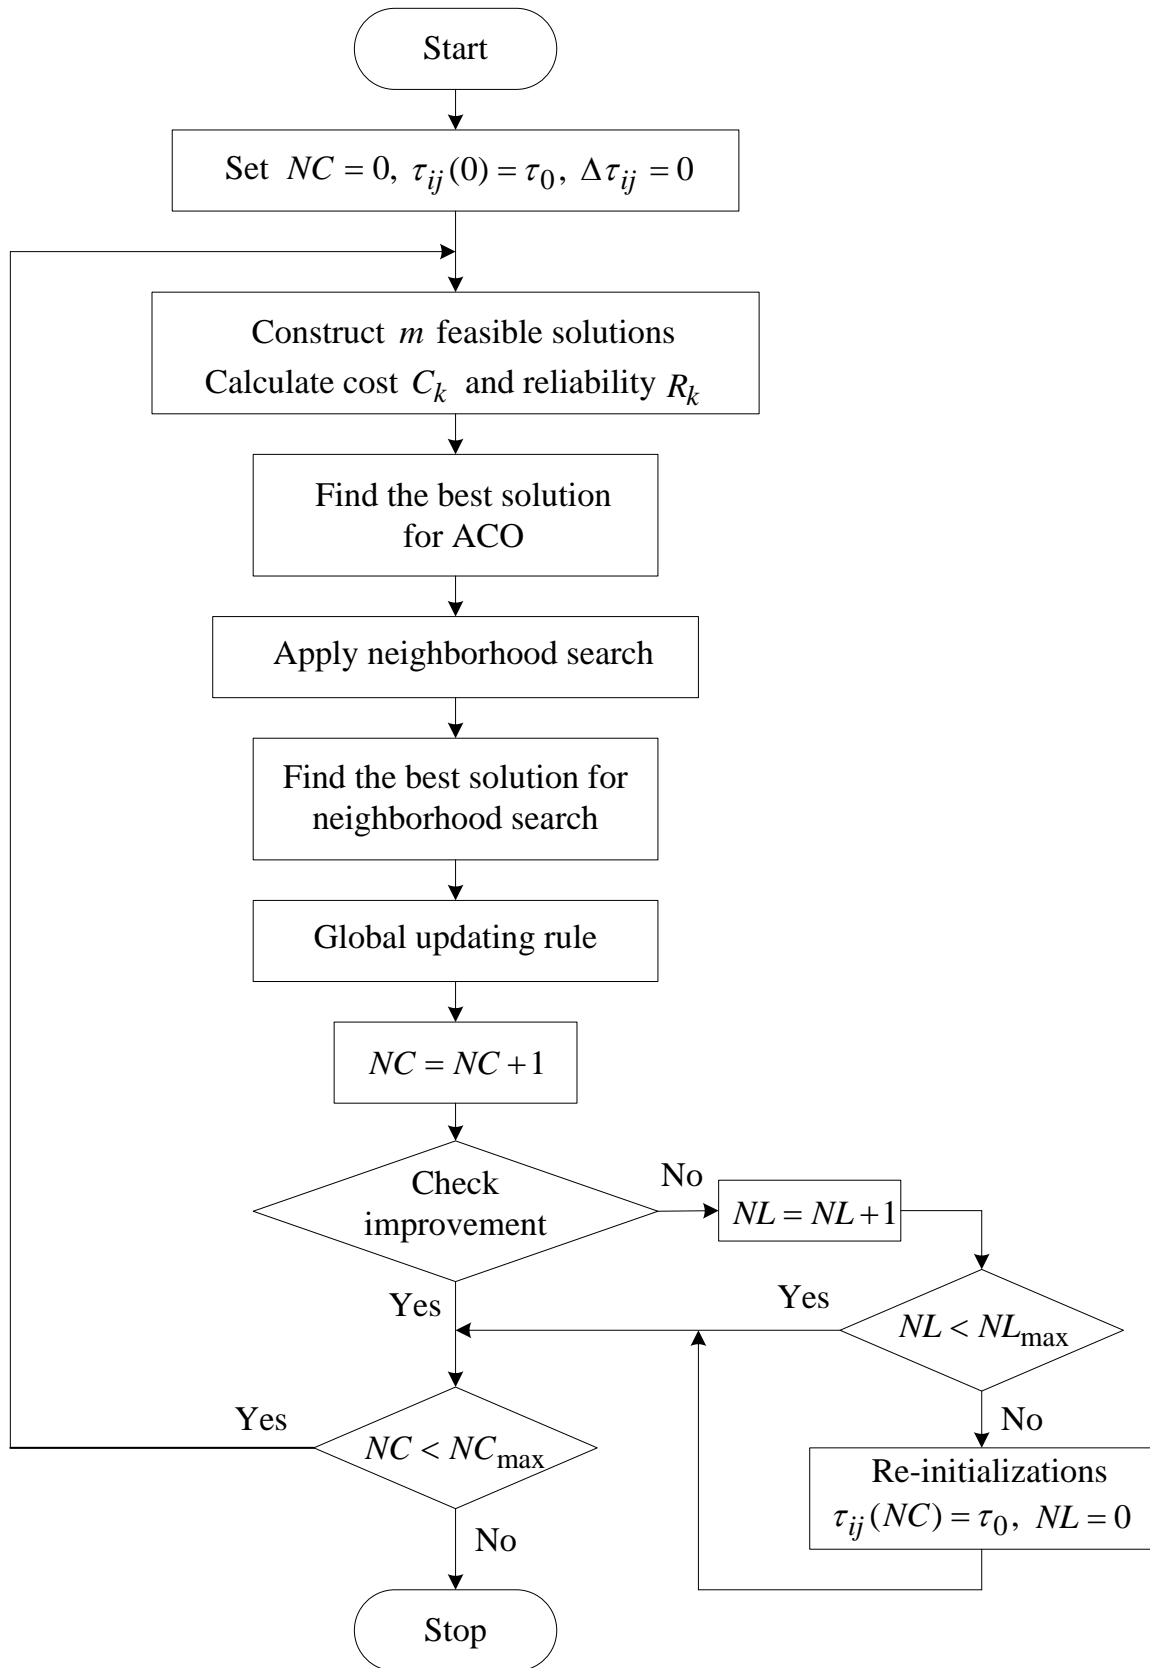 Start
Set NC = 0, τij(0) = τ0, Δτij = 0
Construct m feasible solutions
Calculate cost Ck and reliability Rk
Find the best solution
for ACO
Apply neighborhood search
Find the best solution for
neighborhood search
Global updating rule
NC = NC + 1
Check
improvement
No
NL = NL + 1
Yes
Yes
NL < NLmax
Yes
NC < NCmax
No
Re-initializations
τij(NC) = τ0, NL = 0
No
Stop